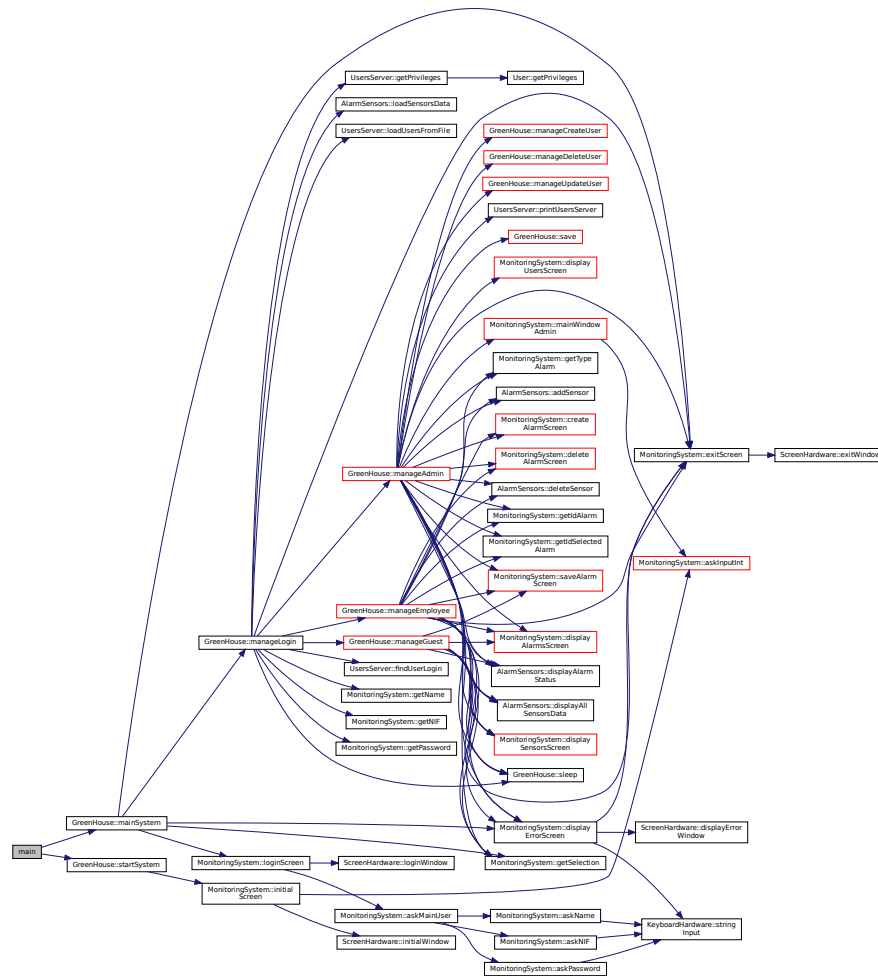 UsersServer::getPrivileges
User::getPrivileges
AlarmSensors::loadSensorsData
UsersServer::loadUsersFromFile
GreenHouse::manageCreateUser
GreenHouse::manageDeleteUser
GreenHouse::manageUpdateUser
UsersServer::printUsersServer
GreenHouse::save
MonitoringSystem::display
UsersScreen
MonitoringSystem::mainWindow
Admin
MonitoringSystem::getType
Alarm
AlarmSensors::addSensor
MonitoringSystem::create
AlarmScreen
MonitoringSystem::exitScreen
ScreenHardware::exitWindow
MonitoringSystem::delete
AlarmScreen
GreenHouse::manageAdmin
AlarmSensors::deleteSensor
MonitoringSystem::getIdAlarm
MonitoringSystem::getIdSelected
Alarm
MonitoringSystem::askInputInt
MonitoringSystem::saveAlarm
Screen
GreenHouse::manageEmployee
GreenHouse::manageLogin
GreenHouse::manageGuest
MonitoringSystem::display
AlarmsScreen
UsersServer::findUserLogin
AlarmSensors::displayAlarm
Status
MonitoringSystem::getName
AlarmSensors::displayAll
SensorsData
MonitoringSystem::getNIF
MonitoringSystem::getPassword
MonitoringSystem::display
SensorsScreen
GreenHouse::sleep
GreenHouse::mainSystem
MonitoringSystem::display
ErrorScreen
ScreenHardware::displayError
Window
main
GreenHouse::startSystem
MonitoringSystem::loginScreen
ScreenHardware::loginWindow
MonitoringSystem::getSelection
MonitoringSystem::initial
Screen
MonitoringSystem::askMainUser
MonitoringSystem::askName
KeyboardHardware::string
Input
ScreenHardware::initialWindow
MonitoringSystem::askNIF
MonitoringSystem::askPassword